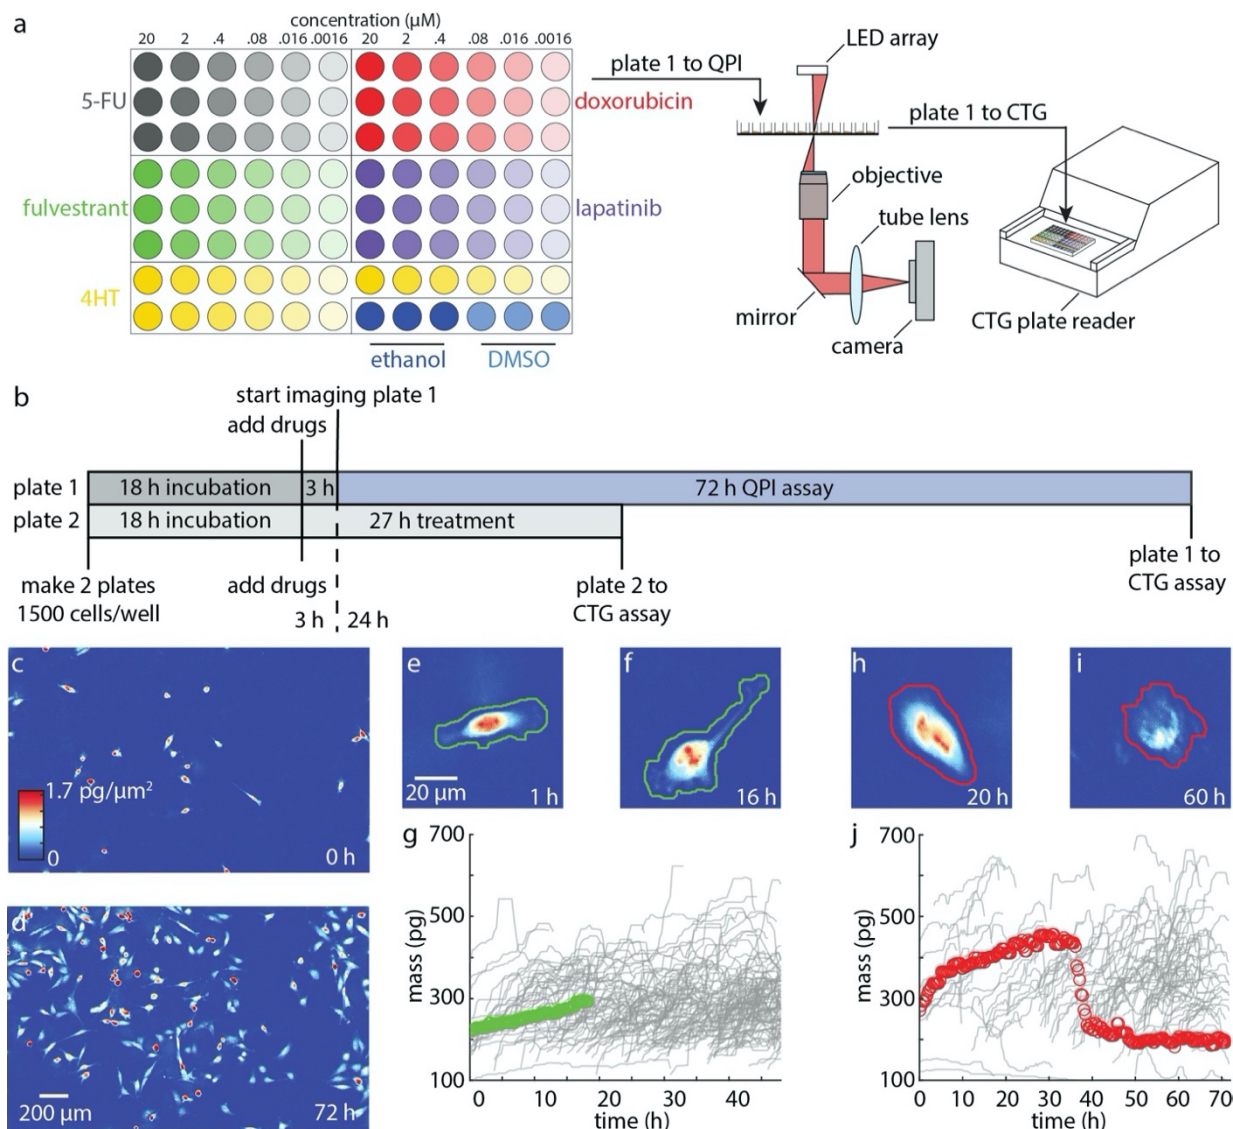 a
concentration (µM)
20 2 .4 .08 .016 .0016 20 2 .4 .08 .016 .0016
5-FU
doxorubicin
fulvestrant
lapatinib
4HT
ethanol
DMSO
plate 1 to QPI
LED array
plate 1 to CTG
objective
tube lens
mirror
camera
CTG plate reader
b
start imaging plate 1
add drugs
plate 1
18 h incubation
3 h
72 h QPI assay
plate 2
18 h incubation
27 h treatment
make 2 plates
1500 cells/well
add drugs
3 h
24 h
plate 2 to
CTG assay
plate 1 to
CTG assay
c
1.7 pg/µm²
0
0 h
d
200 µm
72 h
e
20 µm
1 h
f
16 h
g
mass (pg)
700
500
300
100
0 10 20 30 40
time (h)
h
20 h
i
60 h
j
mass (pg)
700
500
300
100
0 10 20 30 40 50 60 70
time (h)